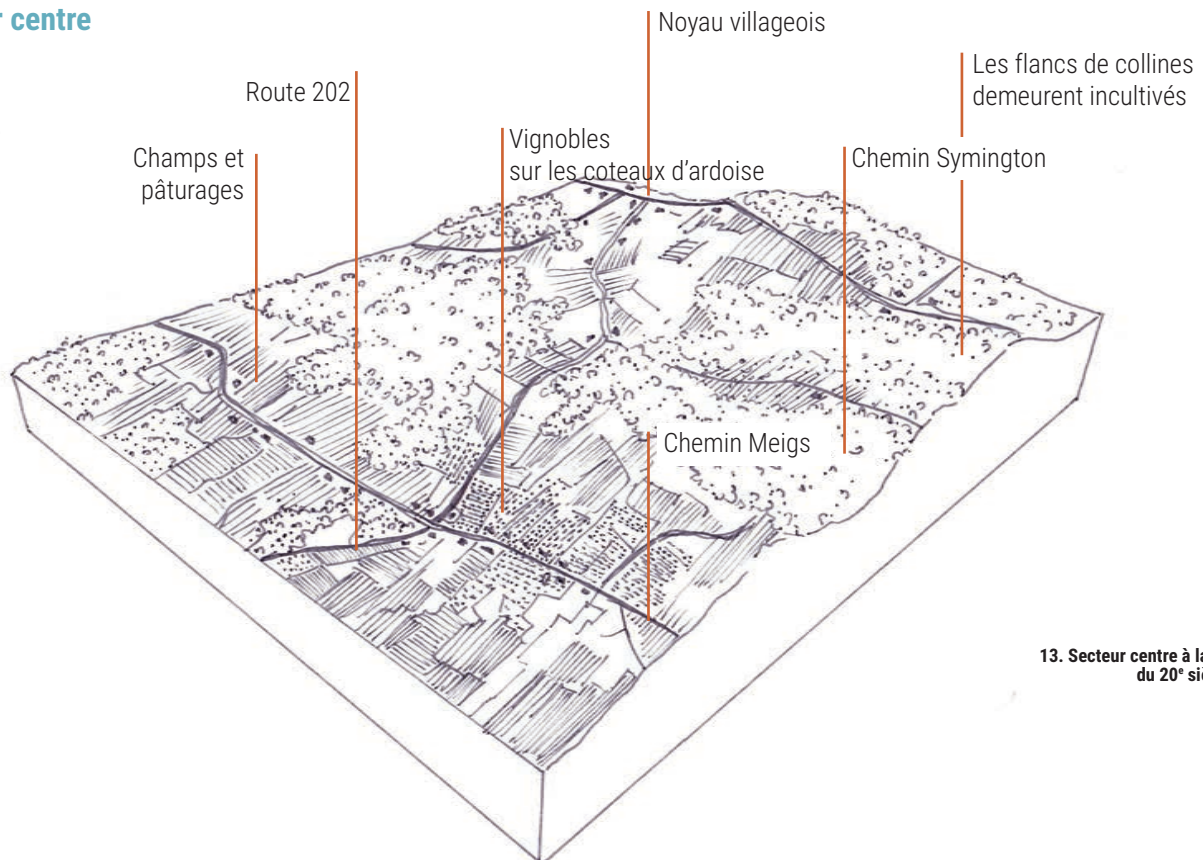 centre
Noyau villageois
Les flancs de collines
demeurent incultivés
Route 202
Vignobles
sur les coteaux d'ardoise
Champs et
pâturages
Chemin Symington
Chemin Meigs
13. Secteur centre à la
du 20e